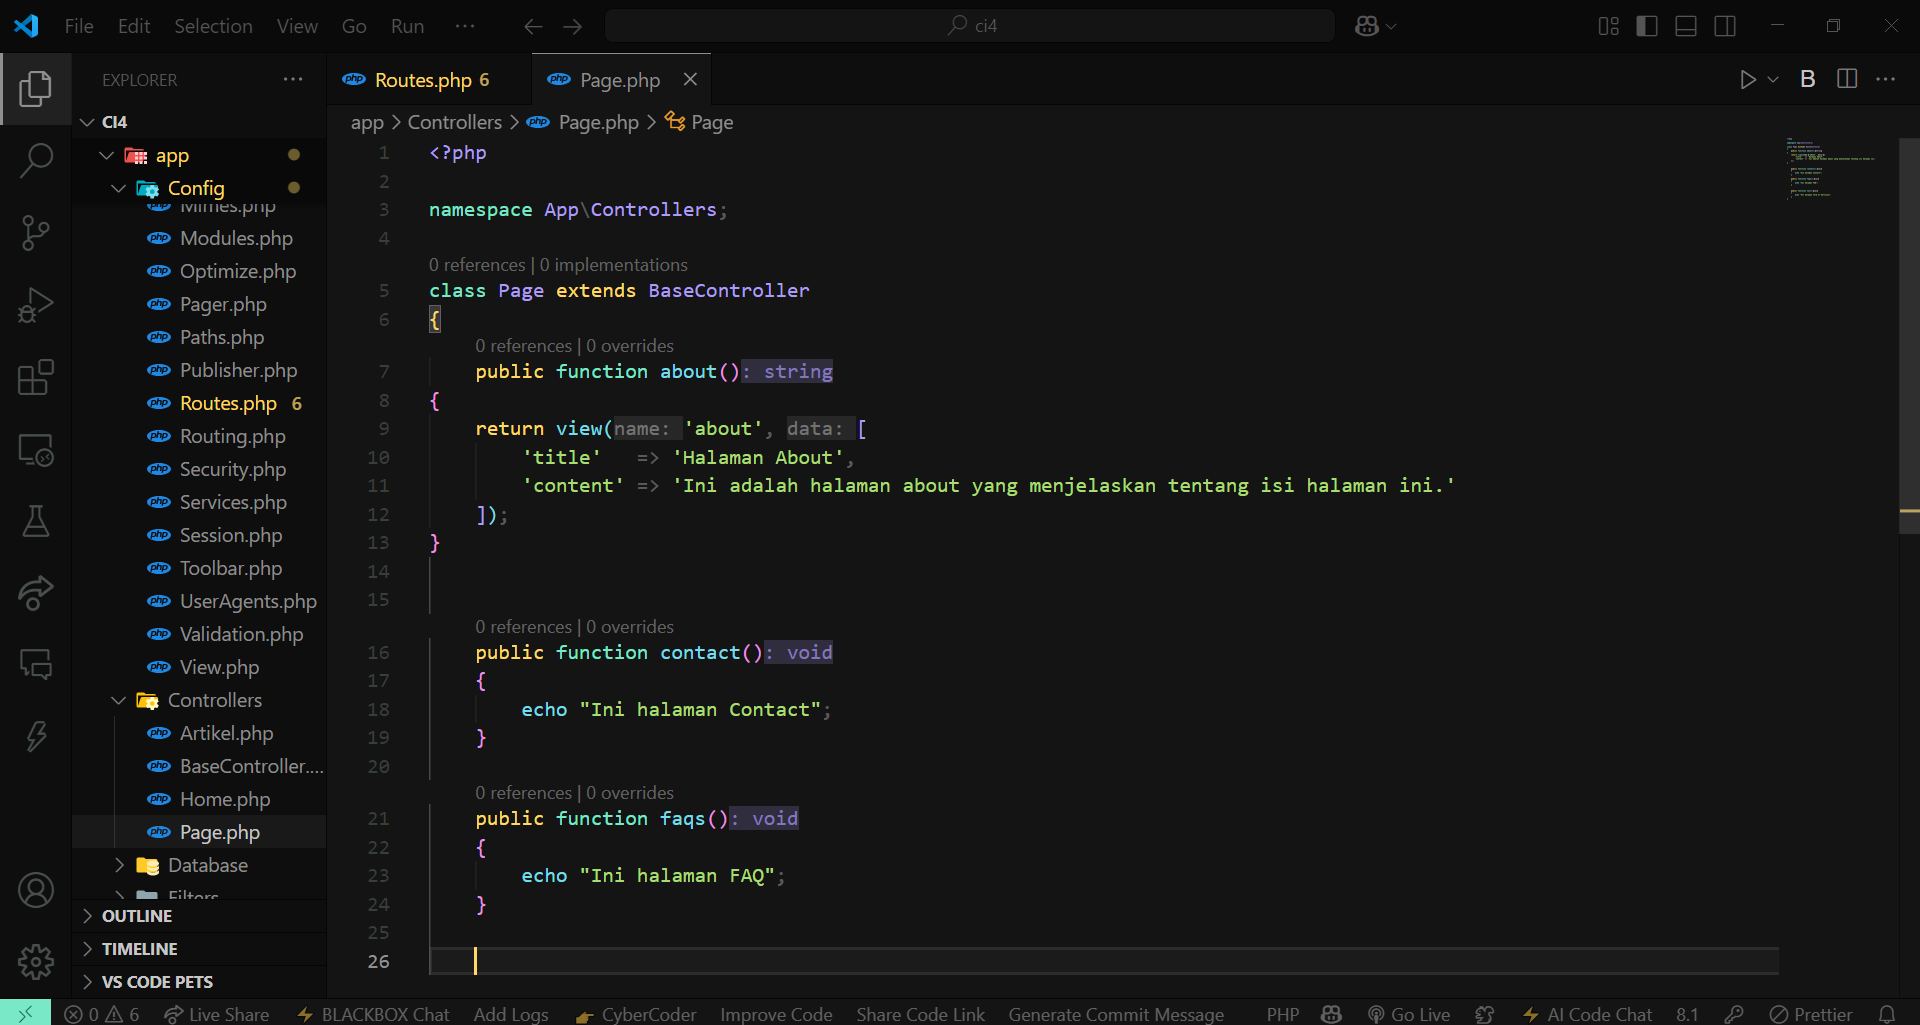 File Edit Selection View Go Run ··· ci4
EXPLORER ···
CI4
app
Config
Mimes.php
Modules.php
Optimize.php
Pager.php
Paths.php
Publisher.php
Routes.php 6
Routing.php
Security.php
Services.php
Session.php
Toolbar.php
UserAgents.php
Validation.php
View.php
Controllers
Artikel.php
BaseController....
Home.php
Page.php
Database
Filters
OUTLINE
TIMELINE
VS CODE PETS
Routes.php 6 Page.php B ···
app > Controllers > Page.php > Page
1 <?php
2
3 namespace App\Controllers;
4
0 references | 0 implementations
5 class Page extends BaseController
6 {
0 references | 0 overrides
7     public function about(): string
8 {
9     return view(name: 'about', data: [
10         'title'   => 'Halaman About',
11         'content' => 'Ini adalah halaman about yang menjelaskan tentang isi halaman ini.'
12     ]);
13 }
14
15
0 references | 0 overrides
16     public function contact(): void
17     {
18         echo "Ini halaman Contact";
19     }
20
0 references | 0 overrides
21     public function faqs(): void
22     {
23         echo "Ini halaman FAQ";
24     }
25
26
0 6 Live Share BLACKBOX Chat Add Logs CyberCoder Improve Code Share Code Link Generate Commit Message PHP Go Live AI Code Chat 8.1 Prettier